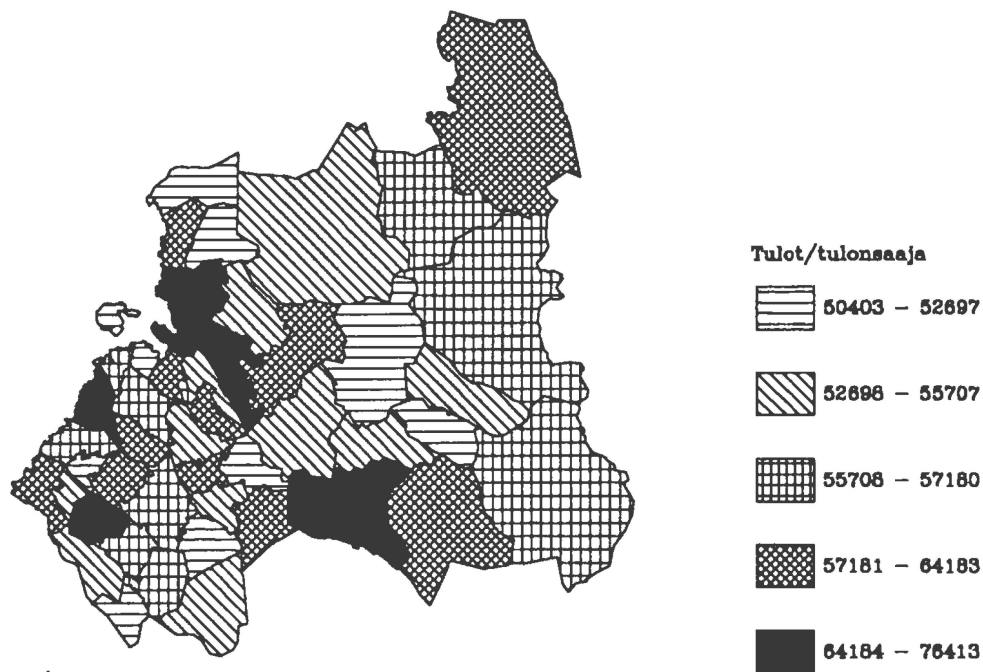 Tulot/tulonsaaja
50403 - 52697
52698 - 55707
55708 - 57180
57181 - 64183
64184 - 76413